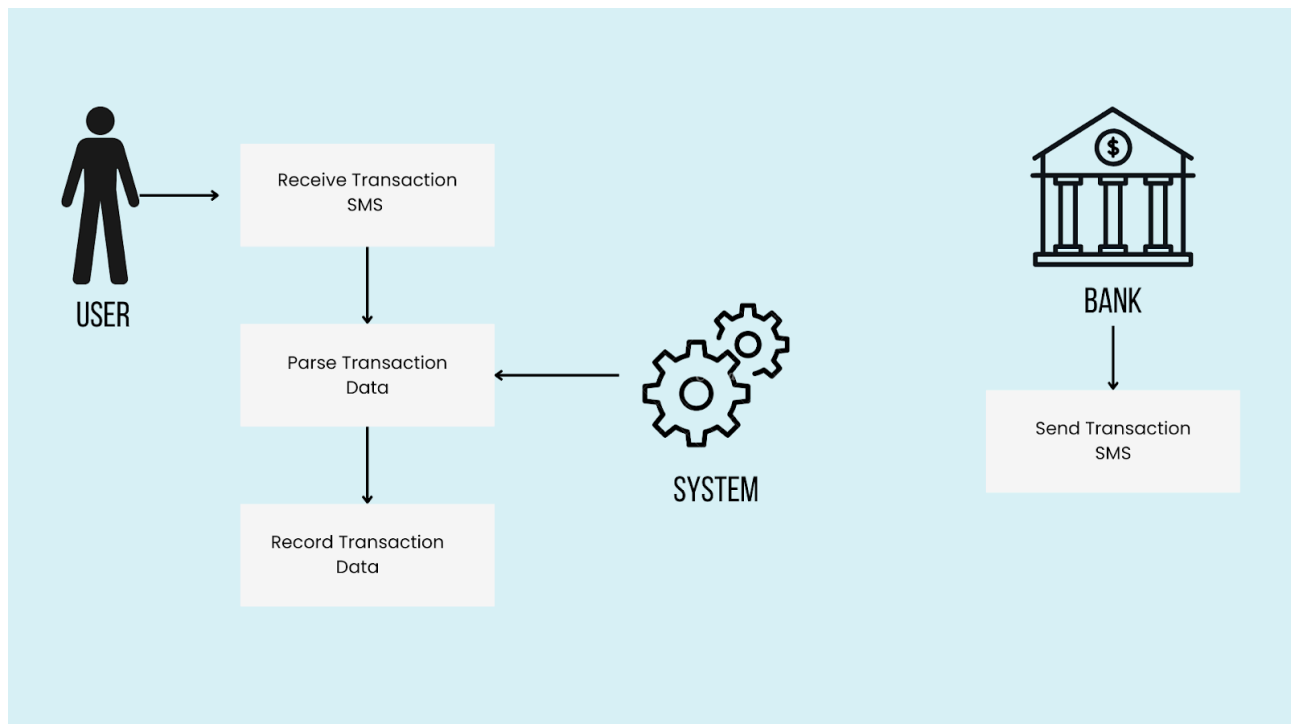 USER
Receive Transaction
SMS
Parse Transaction
Data
Record Transaction
Data
SYSTEM
$
BANK
Send Transaction
SMS